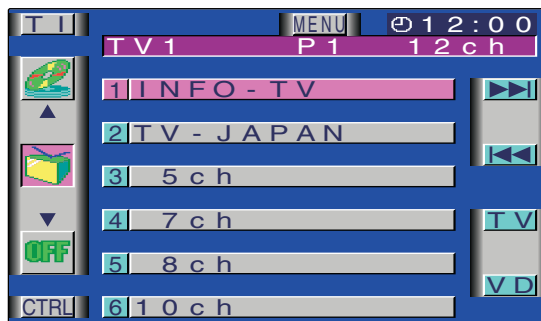 TI MENU 12:00
TV1 P1 12ch
1 INFO-TV
2 TV-JAPAN
3 5ch
4 7ch TV
OFF
5 8ch
VD
CTRL 6 10ch